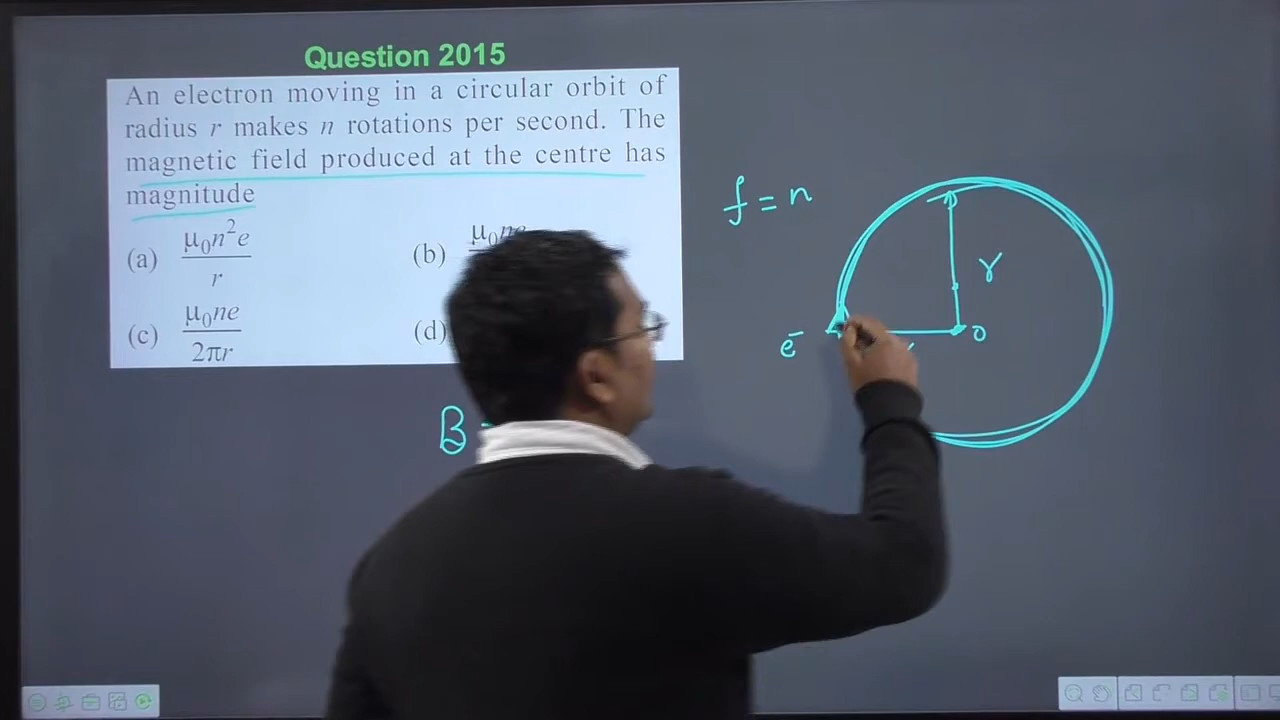 Question 2015
An electron moving in a circular orbit of
radius r makes n rotations per second. The
magnetic field produced at the centre has
magnitude
(a) μ₀n²e / r
(b) μ₀ne
(c) μ₀ne / 2πr
(d)
f = n
r
e⁻
o
B